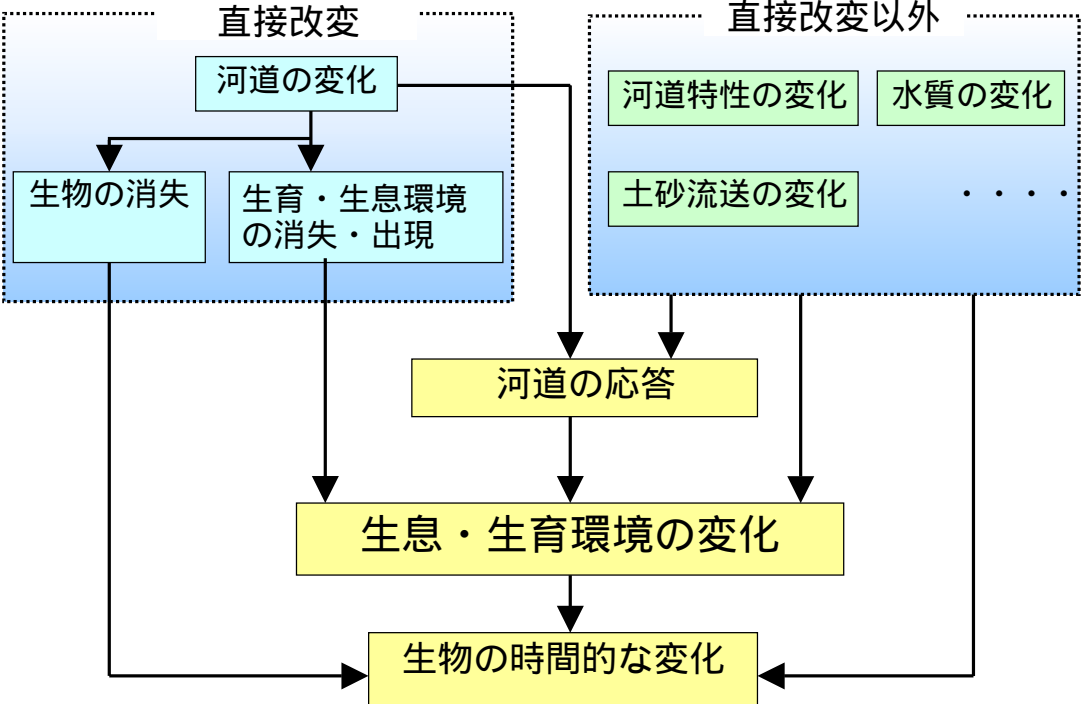 直接改変
河道の変化
生物の消失
生育・生息環境
の消失・出現
直接改変以外
河道特性の変化
水質の変化
土砂流送の変化
・・・・
河道の応答
生息・生育環境の変化
生物の時間的な変化